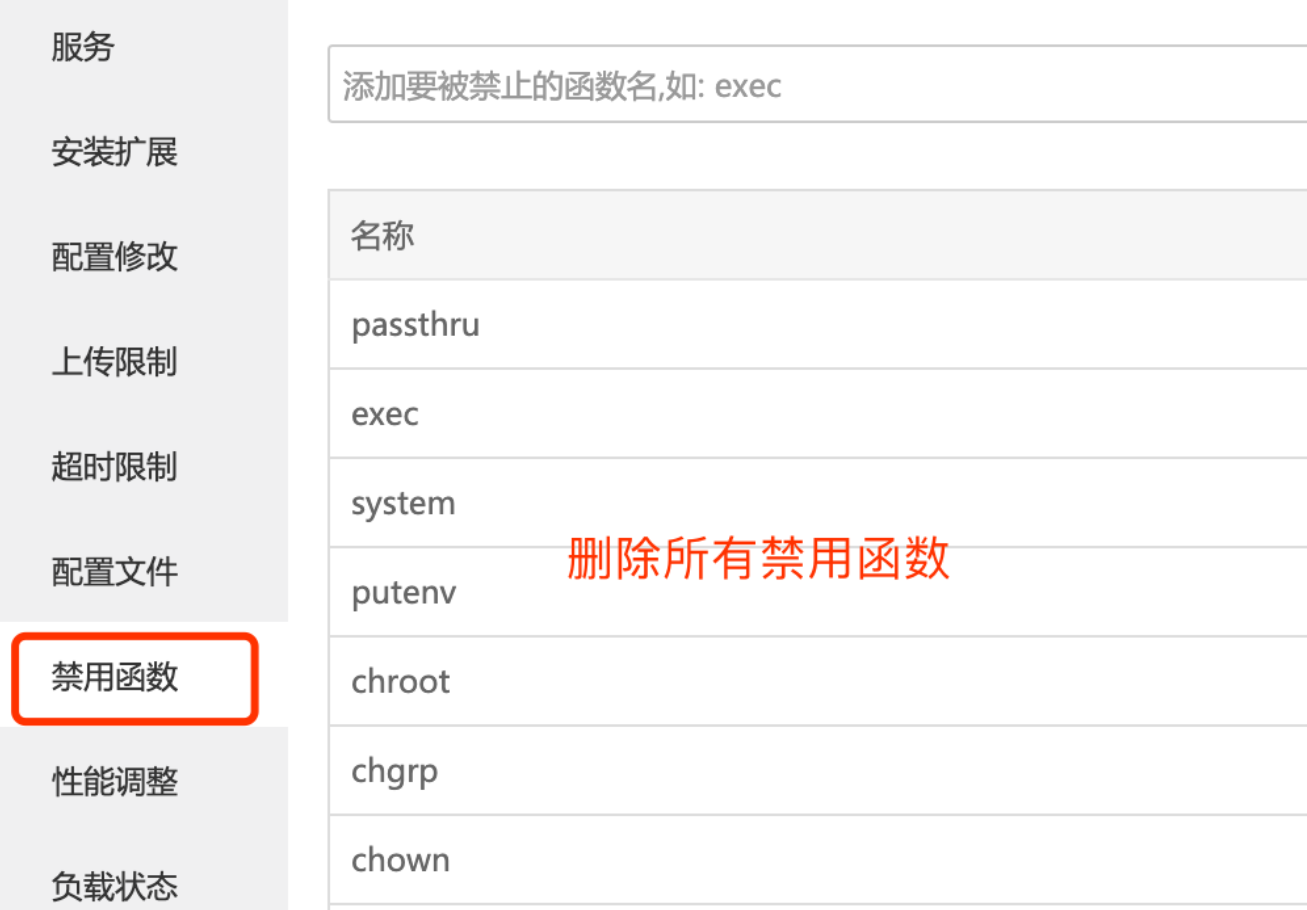 服务
安装扩展
配置修改
上传限制
超时限制
配置文件
禁用函数
性能调整
负载状态
添加要被禁止的函数名,如: exec
名称
passthru
exec
system
删除所有禁用函数
putenv
chroot
chgrp
chown